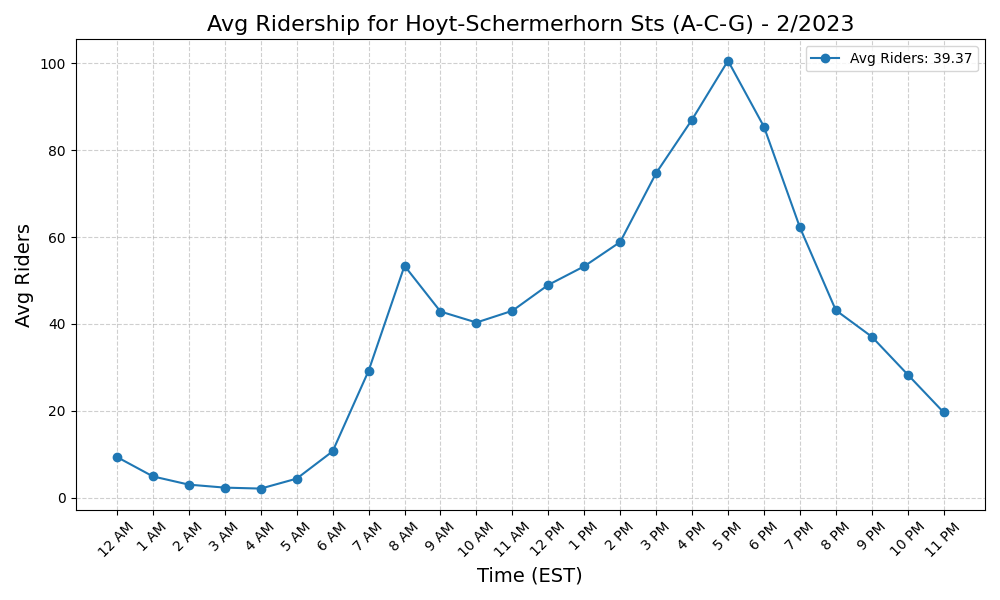 Avg Ridership for Hoyt-Schermerhorn Sts (A-C-G) - 2/2023
Avg Riders: 39.37
Avg Riders
100
80
60
40
20
0
12 AM
1 AM
2 AM
3 AM
4 AM
5 AM
6 AM
7 AM
8 AM
9 AM
10 AM
11 AM
12 PM
1 PM
2 PM
3 PM
4 PM
5 PM
6 PM
7 PM
8 PM
9 PM
10 PM
11 PM
Time (EST)